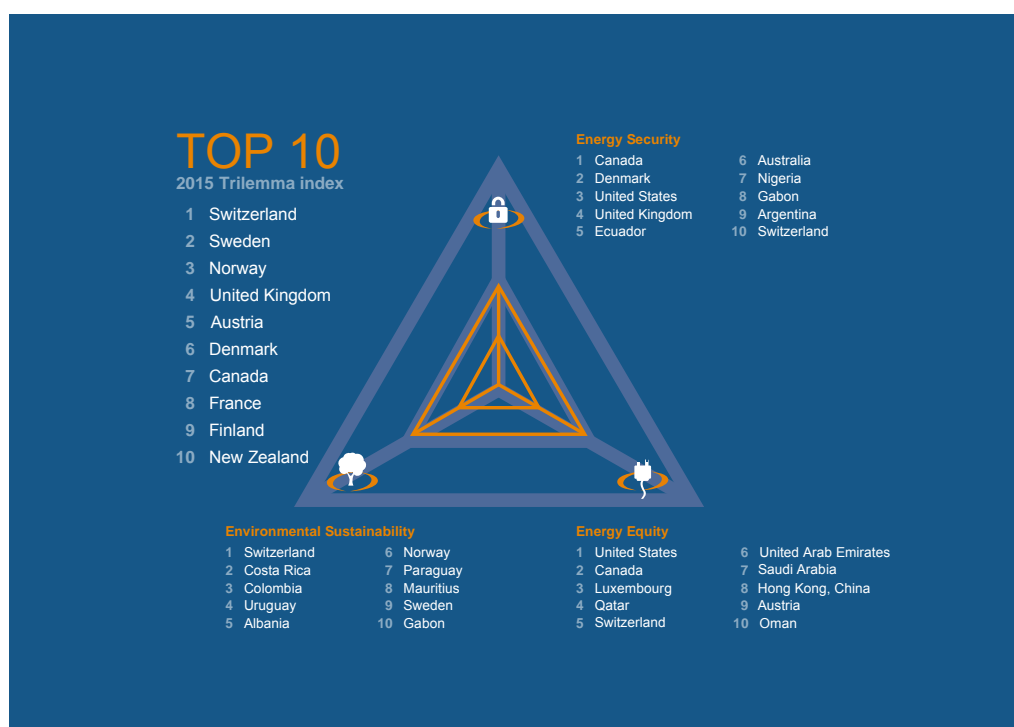 TOP 10
2015 Trilemma index
1 Switzerland
2 Sweden
3 Norway
4 United Kingdom
5 Austria
6 Denmark
7 Canada
8 France
9 Finland
10 New Zealand
Energy Security
1 Canada
2 Denmark
3 United States
4 United Kingdom
5 Ecuador
6 Australia
7 Nigeria
8 Gabon
9 Argentina
10 Switzerland
Environmental Sustainability
1 Switzerland
2 Costa Rica
3 Colombia
4 Uruguay
5 Albania
6 Norway
7 Paraguay
8 Mauritius
9 Sweden
10 Gabon
Energy Equity
1 United States
2 Canada
3 Luxembourg
4 Qatar
5 Switzerland
6 United Arab Emirates
7 Saudi Arabia
8 Hong Kong, China
9 Austria
10 Oman